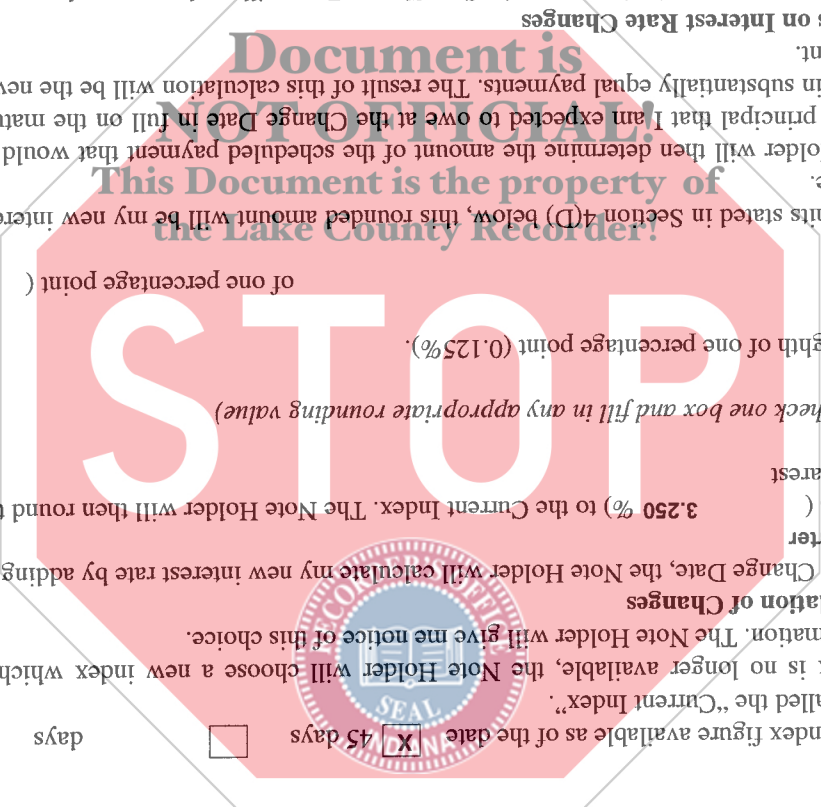 Document is
NOT OFFICIAL!
This Document is the property of
the Lake County Recorder!
STOP
RECORDER'S OFFICE
SEAL
INDIANA
ndex figure available as of the date X 45 days days
alled the “Current Index”.
x is no longer available, the Note Holder will choose a new index which
mation. The Note Holder will give me notice of this choice.
lation of Changes
Change Date, the Note Holder will calculate my new interest rate by adding
rter
( 3.250 %) to the Current Index. The Note Holder will then round t
arest
heck one box and fill in any appropriate rounding value)
ghth of one percentage point (0.125%).
of one percentage point (
its stated in Section 4(D) below, this rounded amount will be my new intere
e.
older will then determine the amount of the scheduled payment that would
principal that I am expected to owe at the Change Date in full on the matu
in substantially equal payments. The result of this calculation will be the new
nt.
s on Interest Rate Changes